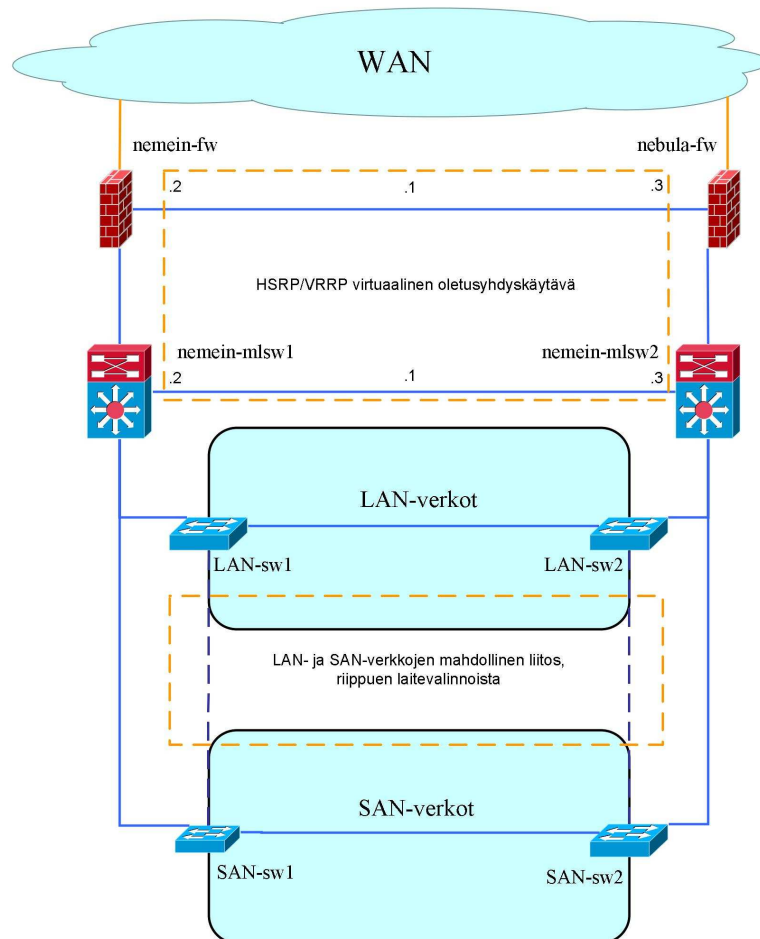 WAN
nemein-fw
nebula-fw
.2
.1
.3
HSRP/VRRP virtuaalinen oletusyhdyskäytävä
nemein-mlsw1
nemein-mlsw2
.2
.1
.3
LAN-verkot
LAN-sw1
LAN-sw2
LAN- ja SAN-verkkojen mahdollinen liitos,
riippuen laitevalinnoista
SAN-verkot
SAN-sw1
SAN-sw2